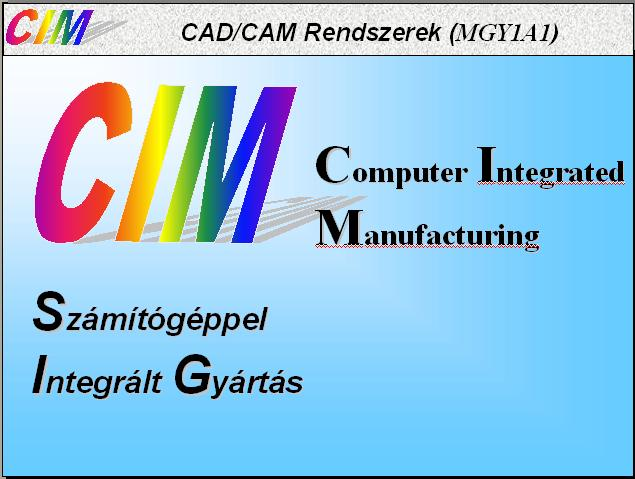 CIM CAD/CAM Rendszerek (MGY1A1)
CIM
Computer Integrated
Manufacturing
Számítógéppel
Integrált Gyártás